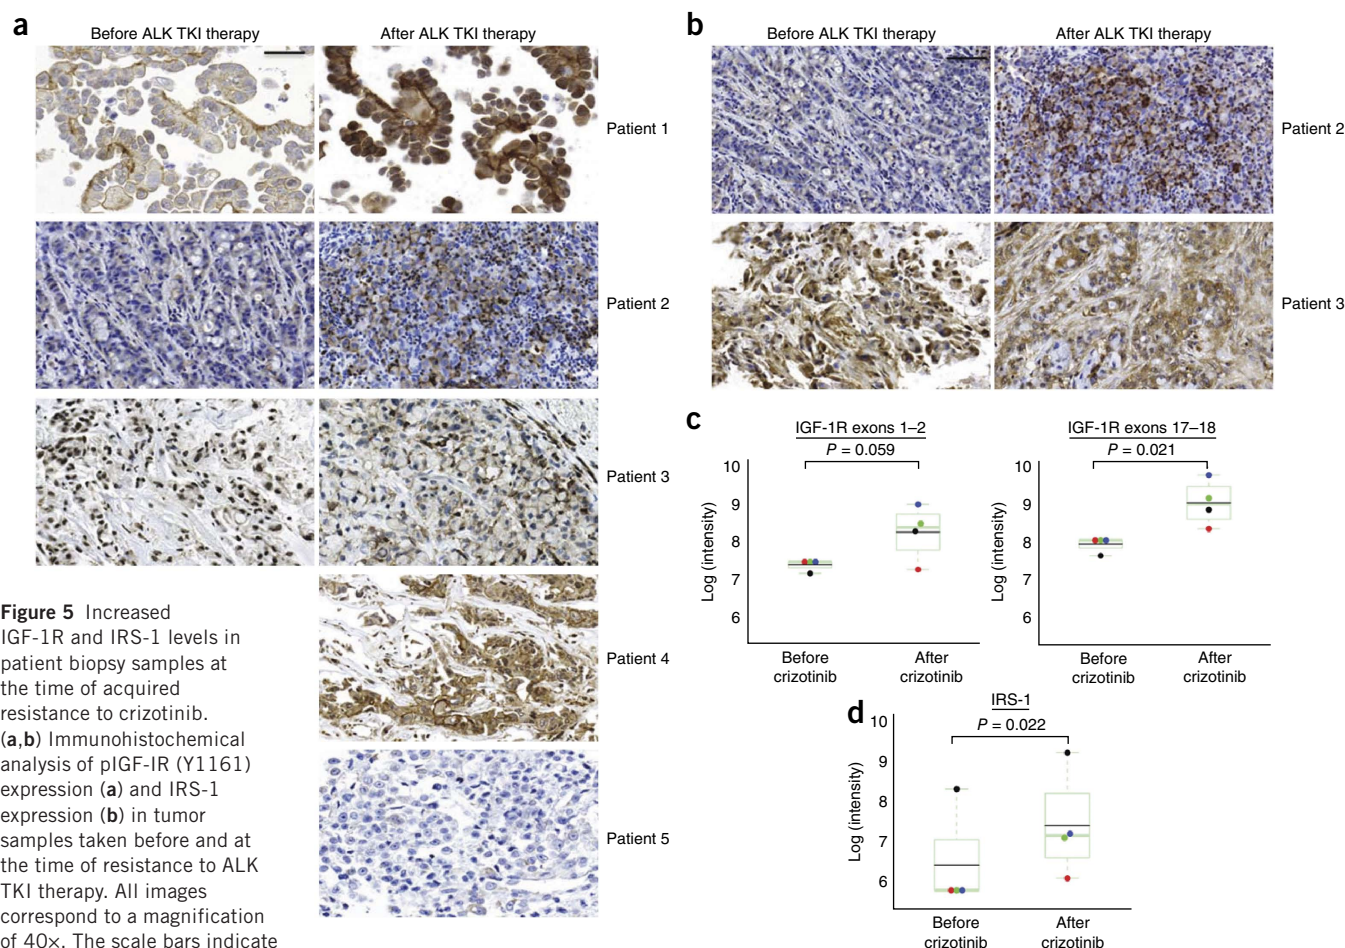 a
Before ALK TKI therapy
After ALK TKI therapy
Patient 1
Patient 2
Patient 3
Patient 4
Patient 5
b
Before ALK TKI therapy
After ALK TKI therapy
Patient 2
Patient 3
c
IGF-1R exons 1–2
P = 0.059
Log (intensity)
10
9
8
7
6
Before
crizotinib
After
crizotinib
IGF-1R exons 17–18
P = 0.021
Log (intensity)
10
9
8
7
6
Before
crizotinib
After
crizotinib
d
IRS-1
P = 0.022
Log (intensity)
10
9
8
7
6
Before
crizotinib
After
crizotinib
Figure 5 Increased
IGF-1R and IRS-1 levels in
patient biopsy samples at
the time of acquired
resistance to crizotinib.
(a,b) Immunohistochemical
analysis of pIGF-IR (Y1161)
expression (a) and IRS-1
expression (b) in tumor
samples taken before and at
the time of resistance to ALK
TKI therapy. All images
correspond to a magnification
of 40×. The scale bars indicate